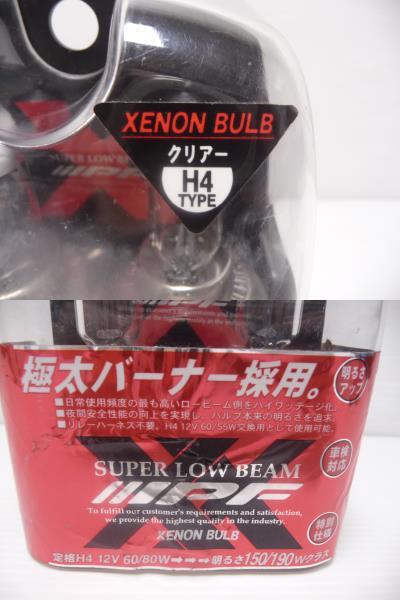 XENON BULB
クリアー
H4
TYPE
SUPER LOW BEAM
IPF
極太バーナー採用。
明るさ
アップ
■日常使用頻度の最も高いロービーム側をハイワッテージ化。
■夜間安全性能の向上を実現し、バルブ本来の明るさを追求。
■リレーハーネス不要。H4 12V 60/55W交換用として使用可能。
車検
対応
SUPER LOW BEAM
IPF
To fulfill our customer's requirements and satisfaction,
we provide the highest quality in the industry.
特別
仕様
XENON BULB
定格H4 12V 60/80W→→→明るさ150/190Wクラス